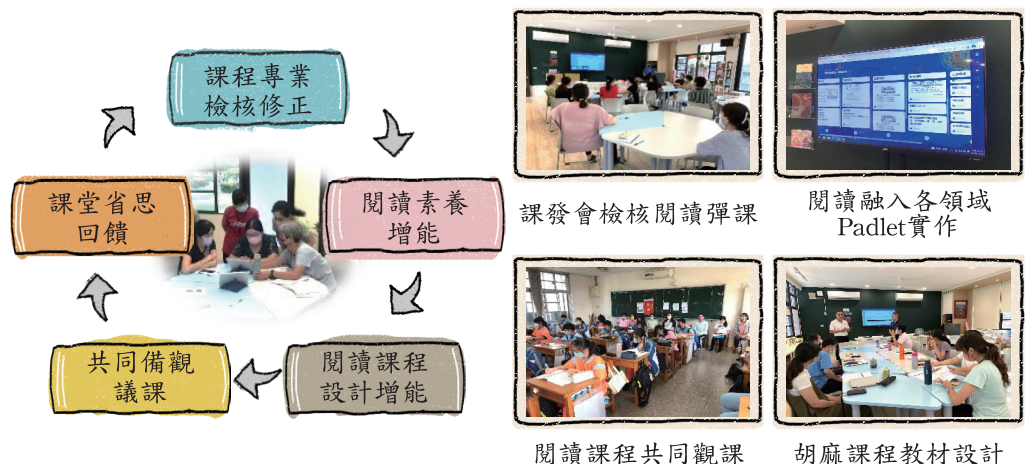 課程專業
檢核修正
閱讀素養
增能
閱讀課程
設計增能
共同備觀
議課
課堂省思
回饋
課發會檢核閱讀彈課
閱讀融入各領域
Padlet實作
閱讀課程共同觀課
胡麻課程教材設計